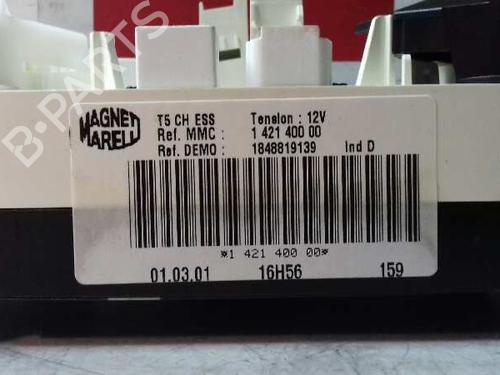 B-PARTS
MAGNETI
MARELLI
T5 CH ESS Tension : 12V
Ref. MMC : 1 421 400 00
Ref. DEMO : 1848819139 Ind D
*1 421 400 00*
01.03.01 16H56 159